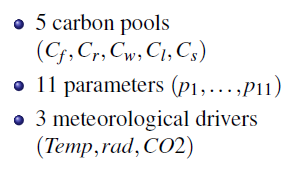 • 5 carbon pools
(C_f, C_r, C_w, C_l, C_s)
• 11 parameters (p_1, ..., p_11)
• 3 meteorological drivers
(Temp, rad, CO2)